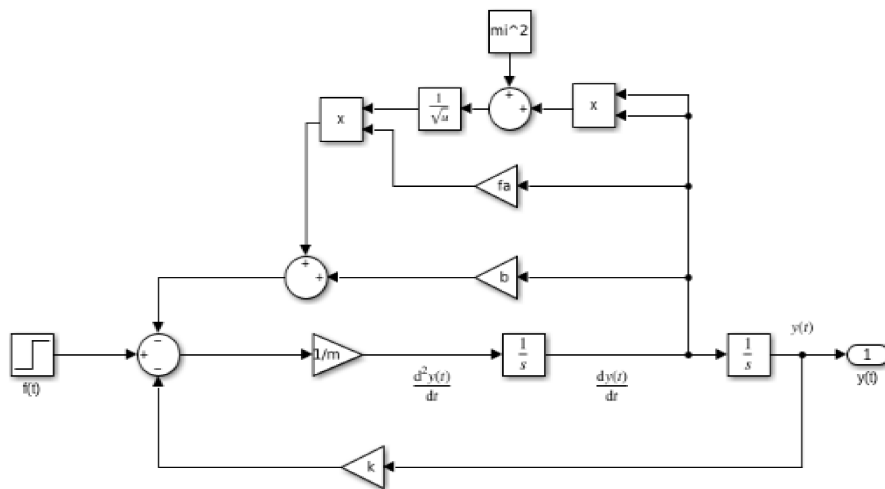 mi^2
+
+
1
√u
x
x
fa
+
+
b
−
+
−
1/m
1
s
1
s
y(t)
1
f(t)
d²y(t)
dt
dy(t)
dt
y(t)
k